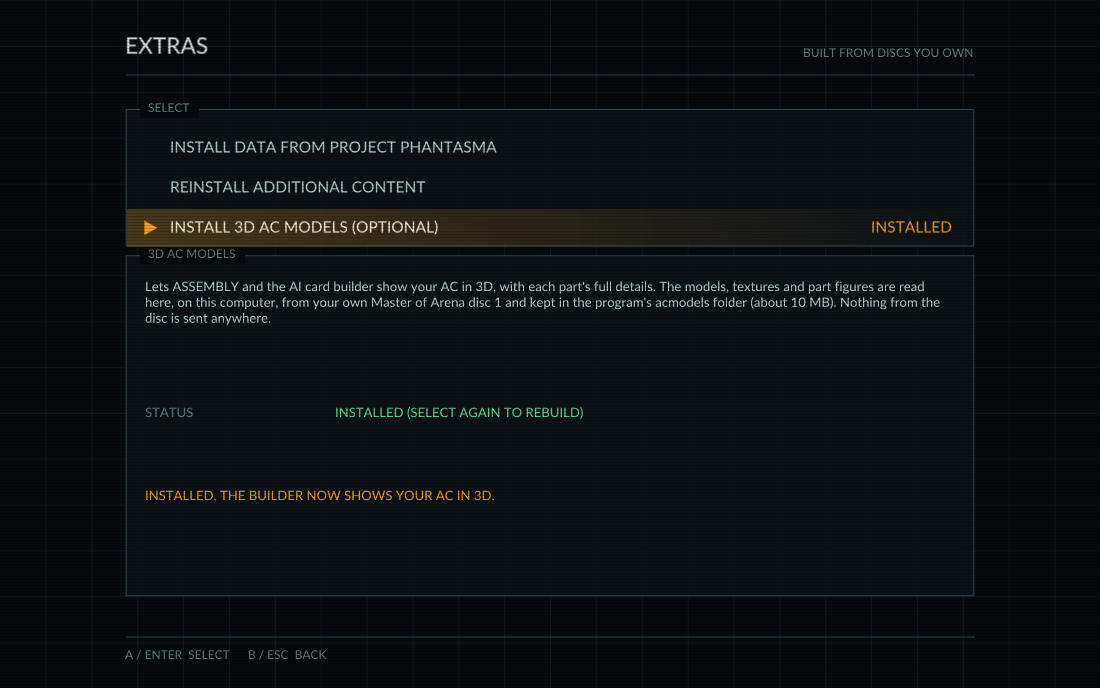 EXTRAS
BUILT FROM DISCS YOU OWN
SELECT
INSTALL DATA FROM PROJECT PHANTASMA
REINSTALL ADDITIONAL CONTENT
INSTALL 3D AC MODELS (OPTIONAL) INSTALLED
3D AC MODELS
Lets ASSEMBLY and the AI card builder show your AC in 3D, with each part's full details. The models, textures and part figures are read
here, on this computer, from your own Master of Arena disc 1 and kept in the program's acmodels folder (about 10 MB). Nothing from the
disc is sent anywhere.
STATUS INSTALLED (SELECT AGAIN TO REBUILD)
INSTALLED. THE BUILDER NOW SHOWS YOUR AC IN 3D.
A / ENTER SELECT B / ESC BACK